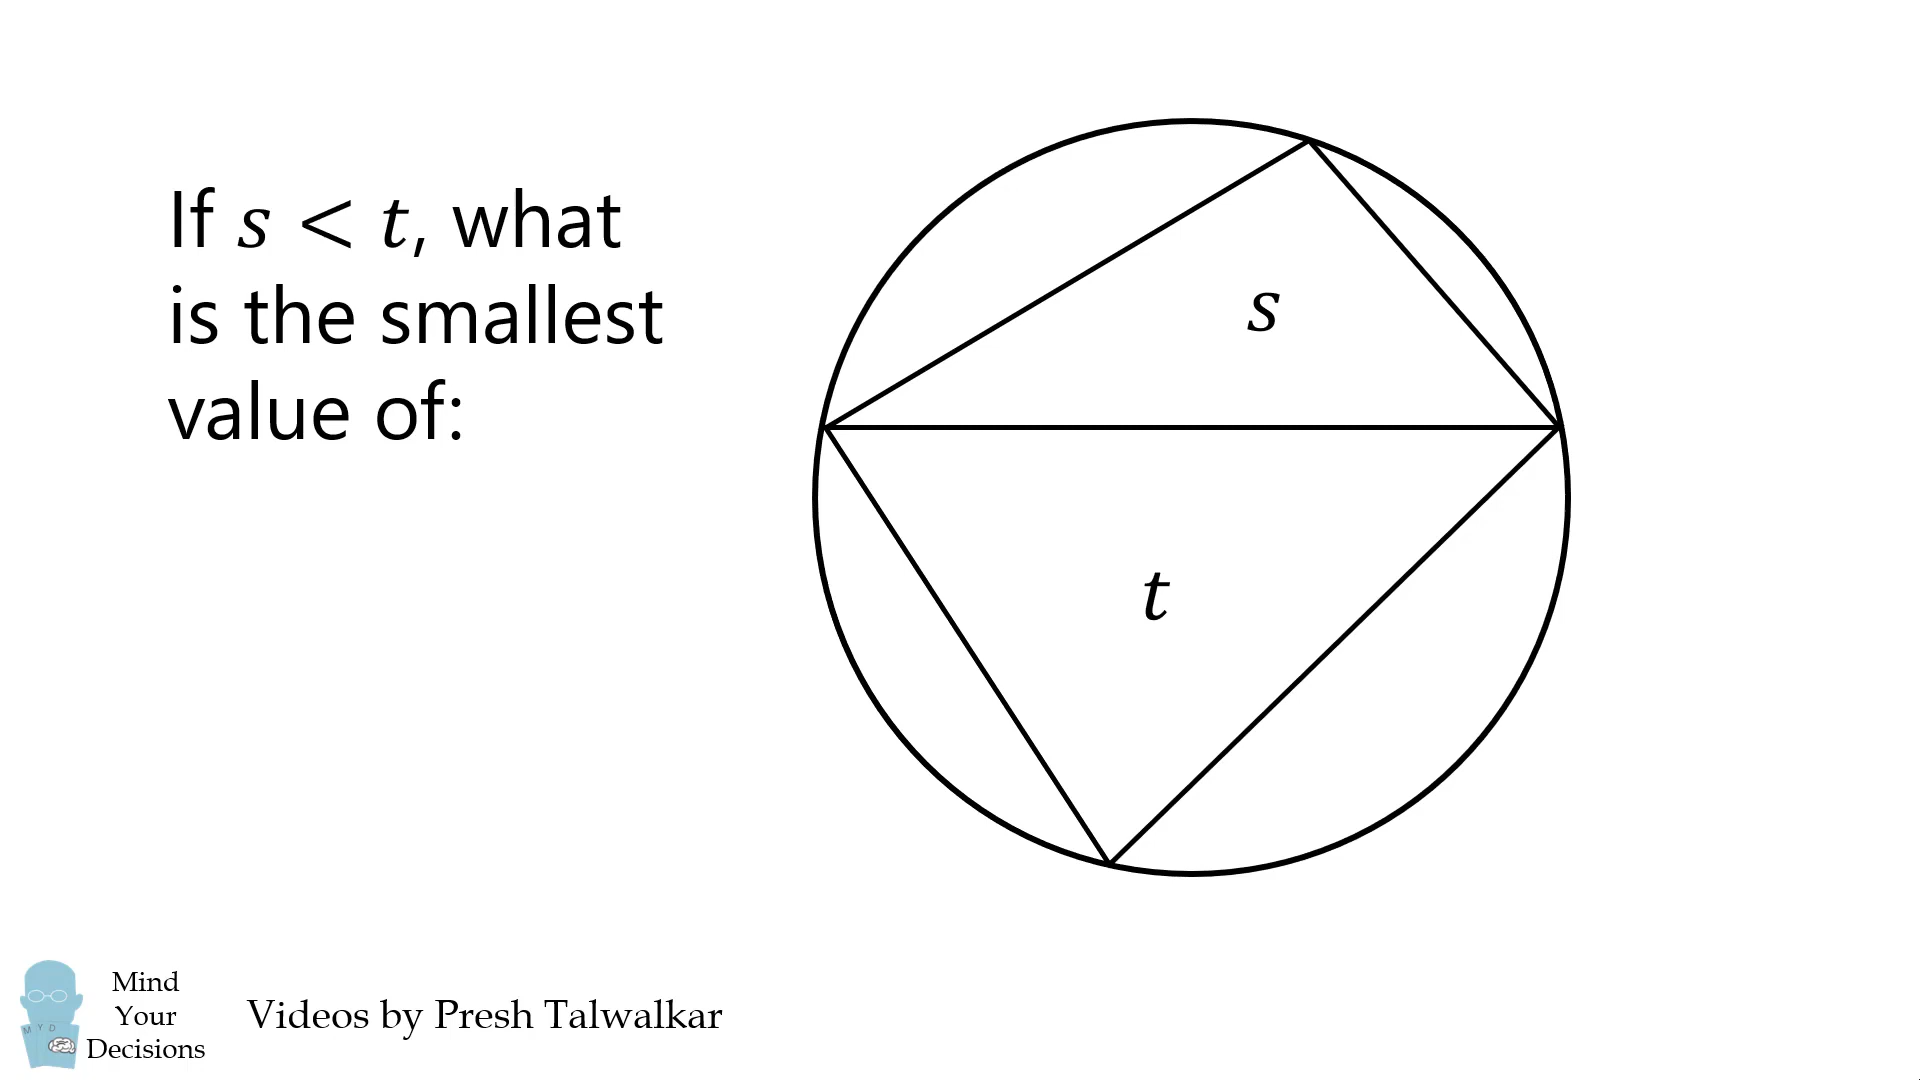 If s < t, what
is the smallest
value of:
s
t
M Y D
Mind
Your
Decisions
Videos by Presh Talwalkar